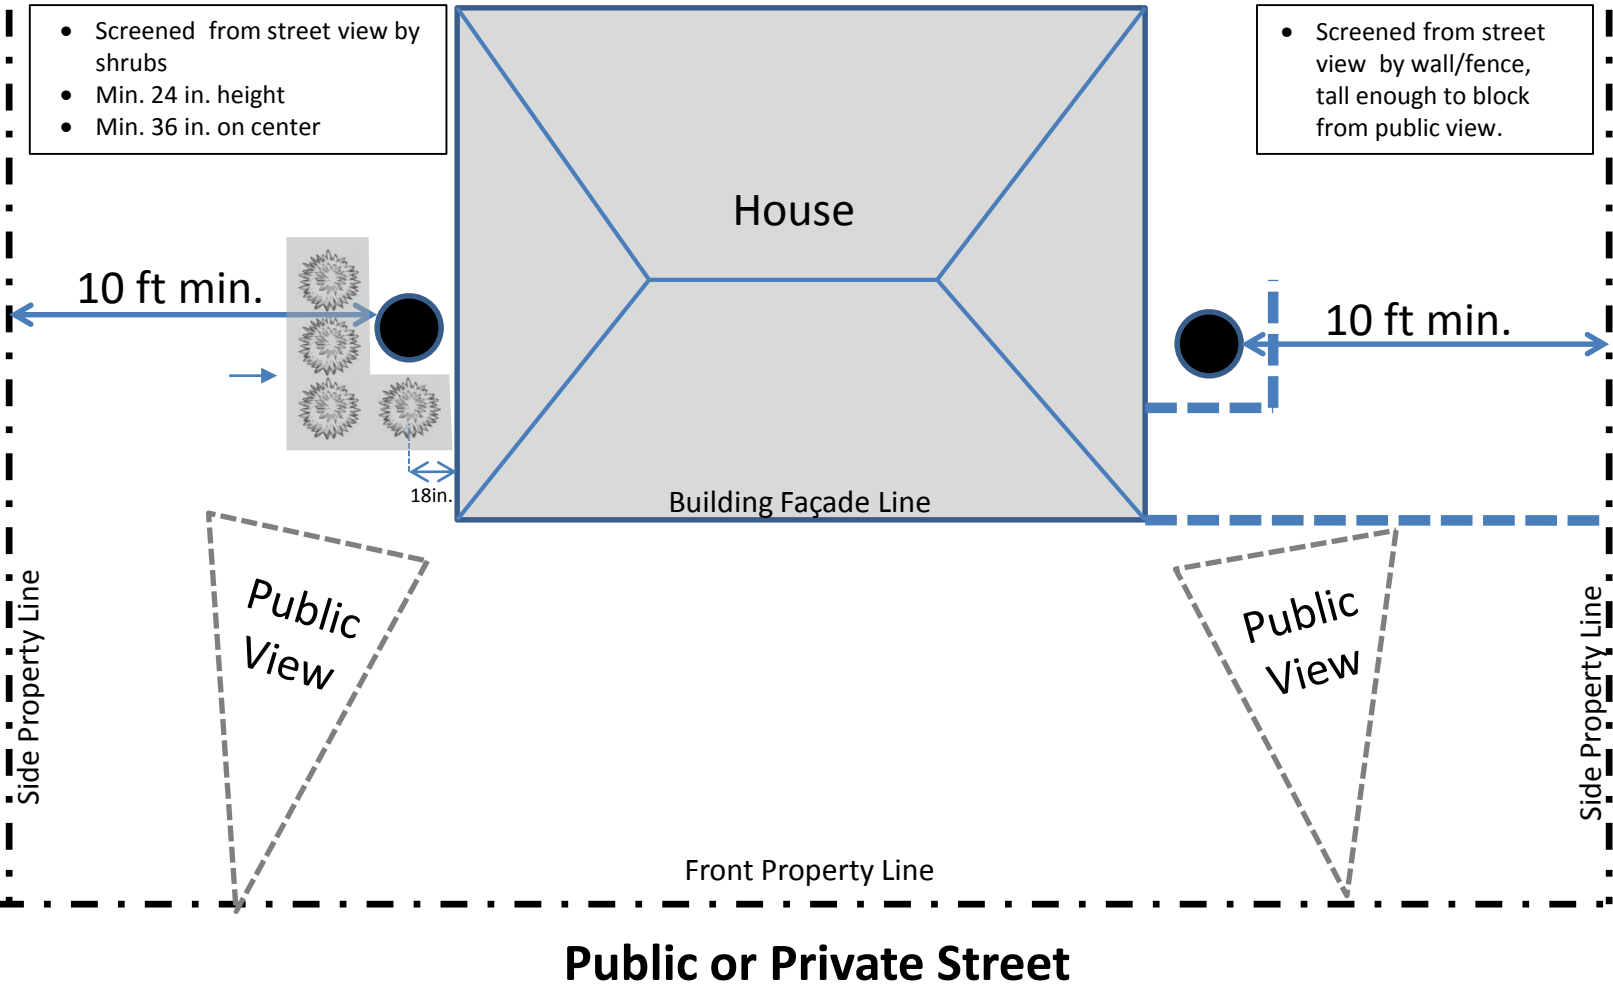 • Screened from street view by
shrubs
• Min. 24 in. height
• Min. 36 in. on center
• Screened from street
view by wall/fence,
tall enough to block
from public view.
House
10 ft min.
10 ft min.
18in.
Building Façade Line
Public
View
Public
View
Side Property Line
Side Property Line
Front Property Line
Public or Private Street